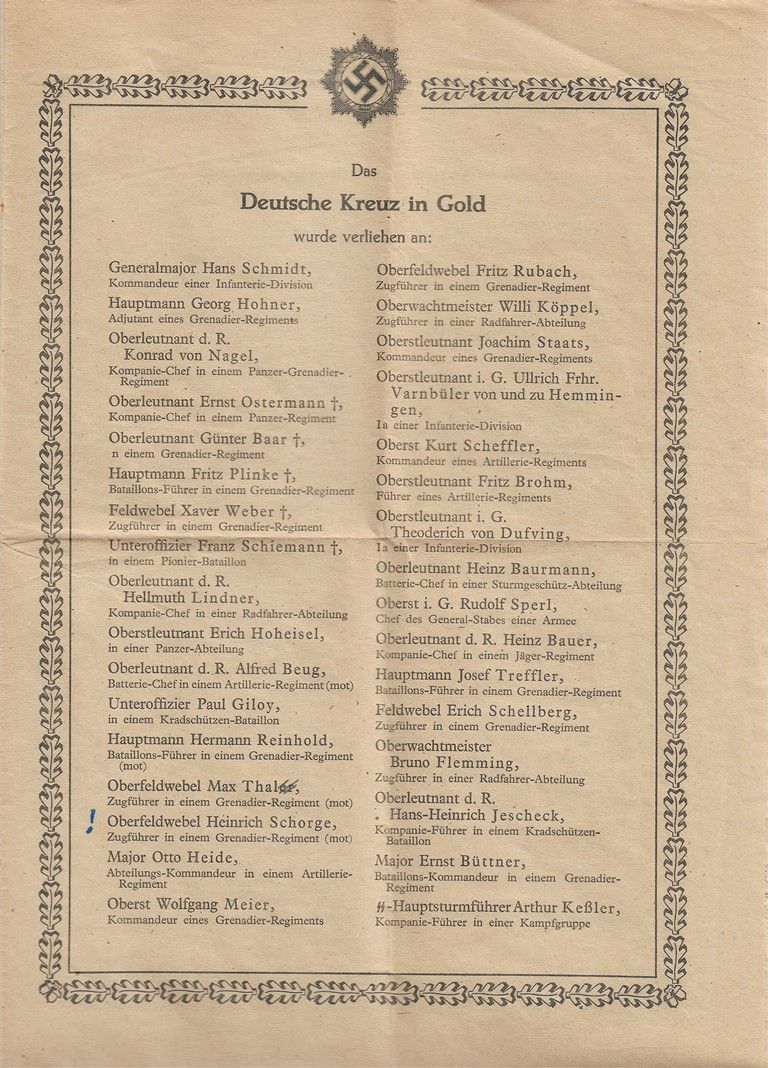 Das
Deutsche Kreuz in Gold
wurde verliehen an:
Generalmajor Hans Schmidt,
Kommandeur einer Infanterie-Division
Hauptmann Georg Hohner,
Adjutant eines Grenadier-Regiments
Oberleutnant d. R.
Konrad von Nagel,
Kompanie-Chef in einem Panzer-Grenadier-
Regiment
Oberleutnant Ernst Ostermann †,
Kompanie-Chef in einem Panzer-Regiment
Oberleutnant Günter Baar †,
n einem Grenadier-Regiment
Hauptmann Fritz Plinke †,
Bataillons-Führer in einem Grenadier-Regiment
Feldwebel Xaver Weber †,
Zugführer in einem Grenadier-Regiment
Unteroffizier Franz Schiemann †,
in einem Pionier-Bataillon
Oberleutnant d. R.
Hellmuth Lindner,
Kompanie-Chef in einer Radfahrer-Abteilung
Oberstleutnant Erich Hoheisel,
in einer Panzer-Abteilung
Oberleutnant d. R. Alfred Beug,
Batterie-Chef in einem Artillerie-Regiment (mot)
Unteroffizier Paul Giloy,
in einem Kradschützen-Bataillon
Hauptmann Hermann Reinhold,
Bataillons-Führer in einem Grenadier-Regiment
(mot)
Oberfeldwebel Max Thaler,
Zugführer in einem Grenadier-Regiment (mot)
! Oberfeldwebel Heinrich Schorge,
Zugführer in einem Grenadier-Regiment (mot)
Major Otto Heide,
Abteilungs-Kommandeur in einem Artillerie-
Regiment
Oberst Wolfgang Meier,
Kommandeur eines Grenadier-Regiments
Oberfeldwebel Fritz Rubach,
Zugführer in einem Grenadier-Regiment
Oberwachtmeister Willi Köppel,
Zugführer in einer Radfahrer-Abteilung
Oberstleutnant Joachim Staats,
Kommandeur eines Grenadier-Regiments
Oberstleutnant i. G. Ullrich Frhr.
Varnbüler von und zu Hemmin-
gen,
Ia einer Infanterie-Division
Oberst Kurt Scheffler,
Kommandeur eines Artillerie-Regiments
Oberstleutnant Fritz Brohm,
Führer eines Artillerie-Regiments
Oberstleutnant i. G.
Theoderich von Dufving,
Ia einer Infanterie-Division
Oberleutnant Heinz Baurmann,
Batterie-Chef in einer Sturmgeschütz-Abteilung
Oberst i. G. Rudolf Sperl,
Chef des General-Stabes einer Armee
Oberleutnant d. R. Heinz Bauer,
Kompanie-Chef in einem Jäger-Regiment
Hauptmann Josef Treffler,
Bataillons-Führer in einem Grenadier-Regiment
Feldwebel Erich Schellberg,
Zugführer in einem Grenadier-Regiment
Oberwachtmeister
Bruno Flemming,
Zugführer in einer Radfahrer-Abteilung
Oberleutnant d. R.
Hans-Heinrich Jescheck,
Kompanie-Führer in einem Kradschützen-
Bataillon
Major Ernst Büttner,
Bataillons-Kommandeur in einem Grenadier-
Regiment
SS-Hauptsturmführer Arthur Keßler,
Kompanie-Führer in einer Kampfgruppe